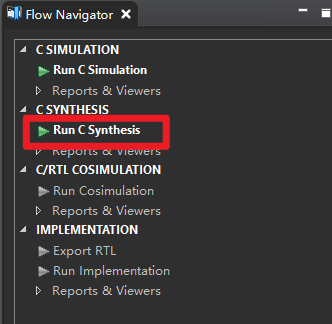 Flow Navigator
C SIMULATION
Run C Simulation
Reports & Viewers
C SYNTHESIS
Run C Synthesis
Reports & Viewers
C/RTL COSIMULATION
Run Cosimulation
Reports & Viewers
IMPLEMENTATION
Export RTL
Run Implementation
Reports & Viewers